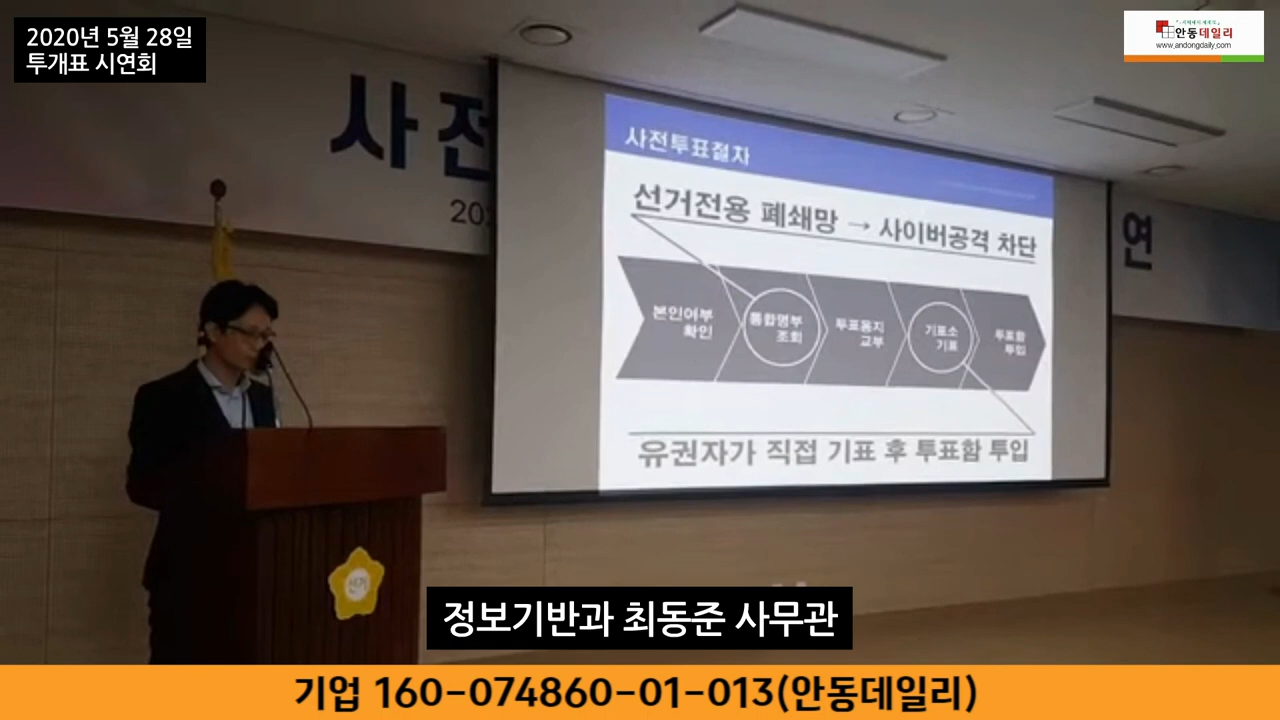 2020년 5월 28일
투개표 시연회
안동데일리
www.andongdaily.com
사전
연
사전투표절차
선거전용 폐쇄망 → 사이버공격 차단
본인여부
확인
통합명부
조회
투표용지
교부
기표소
기표
투표함
투입
유권자가 직접 기표 후 투표함 투입
선거
정보기반과 최동준 사무관
기업 160-074860-01-013(안동데일리)